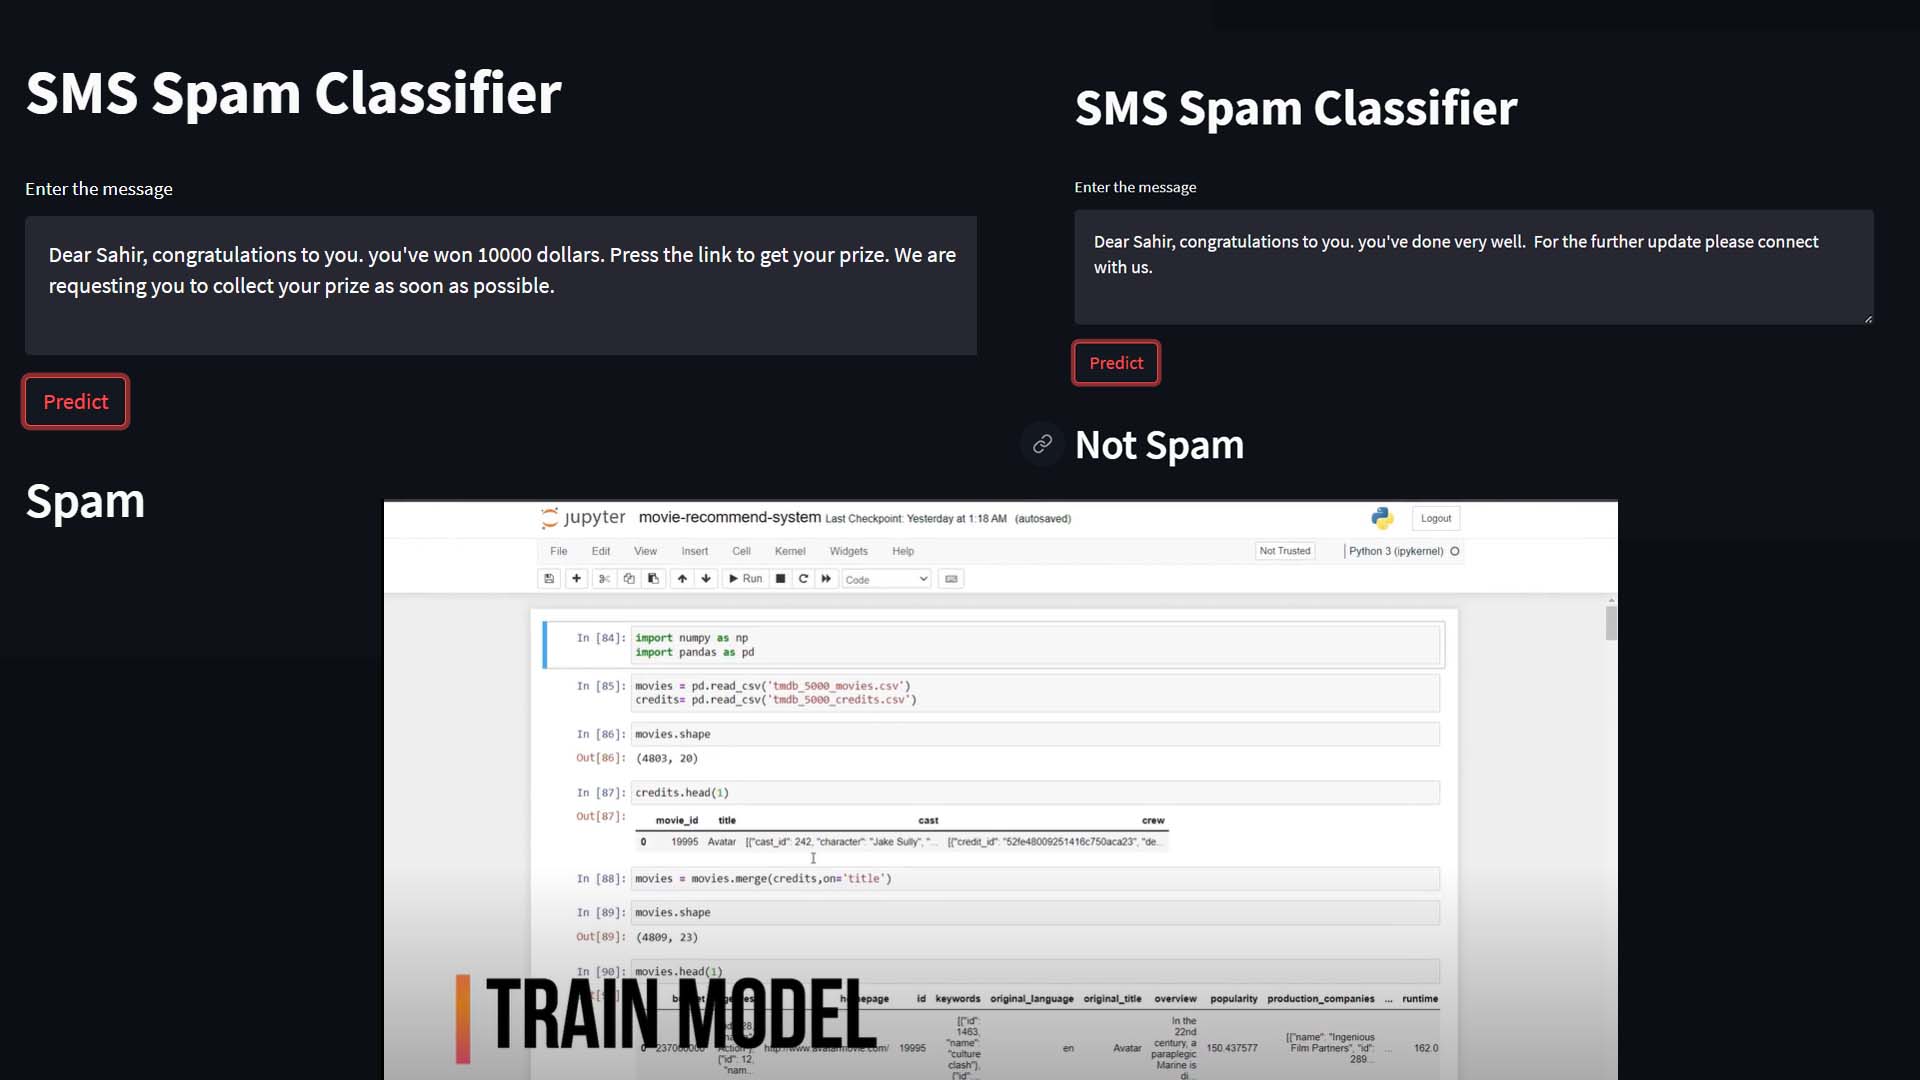 SMS Spam Classifier
Enter the message
Dear Sahir, congratulations to you. you've won 10000 dollars. Press the link to get your prize. We are
requesting you to collect your prize as soon as possible.
Predict
Spam
SMS Spam Classifier
Enter the message
Dear Sahir, congratulations to you. you've done very well. For the further update please connect
with us.
Predict
Not Spam
jupyter movie-recommend-system Last Checkpoint: Yesterday at 1:18 AM (autosaved)
Logout
File Edit View Insert Cell Kernel Widgets Help
Not Trusted
Python 3 (ipykernel)
Run
Code
In [84]: import numpy as np
import pandas as pd
In [85]: movies = pd.read_csv('tmdb_5000_movies.csv')
credits= pd.read_csv('tmdb_5000_credits.csv')
In [86]: movies.shape
Out[86]: (4803, 20)
In [87]: credits.head(1)
Out[87]:
movie_id title cast crew
0 19995 Avatar [{"cast_id": 242, "character": "Jake Sully", "... [{"credit_id": "52fe48009251416c750aca23", "de...
In [88]: movies = movies.merge(credits,on='title')
In [89]: movies.shape
Out[89]: (4809, 23)
In [90]: movies.head(1)
id keywords original_language original_title overview popularity production_companies ... runtime
[{"id":
1463,
"name":
"culture
clash"},
{"id"...
In the
22nd
century, a
paraplegic
Marine is
di...
[{"name": "Ingenious
Film Partners", "id":
289...
0 237000000 http://www.avatarmovie.com/ 19995 en Avatar 150.437577 ... 162.0
{"id": 12,
"nam...
TRAIN MODEL